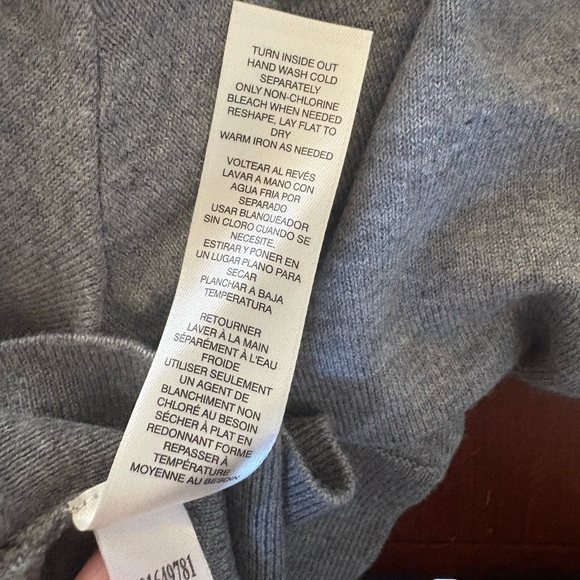 TURN INSIDE OUT
HAND WASH COLD
SEPARATELY
ONLY NON-CHLORINE
BLEACH WHEN NEEDED
RESHAPE, LAY FLAT TO
DRY
WARM IRON AS NEEDED
VOLTEAR AL REVÉS
LAVAR A MANO CON
AGUA FRIA POR
SEPARADO
USAR BLANQUEADOR
SIN CLORO CUANDO SE
NECESITE.
ESTIRAR Y PONER EN
UN LUGAR PLANO PARA
SECAR
PLANCHAR A BAJA
TEMPERATURA
RETOURNER
LAVER À LA MAIN
SÉPARÉMENT À L'EAU
FROIDE
UTILISER SEULEMENT
UN AGENT DE
BLANCHIMENT NON
CHLORÉ AU BESOIN
SÉCHER À PLAT EN
REDONNANT FORME
REPASSER À
TEMPÉRATURE
MOYENNE AU BESOIN
1649781